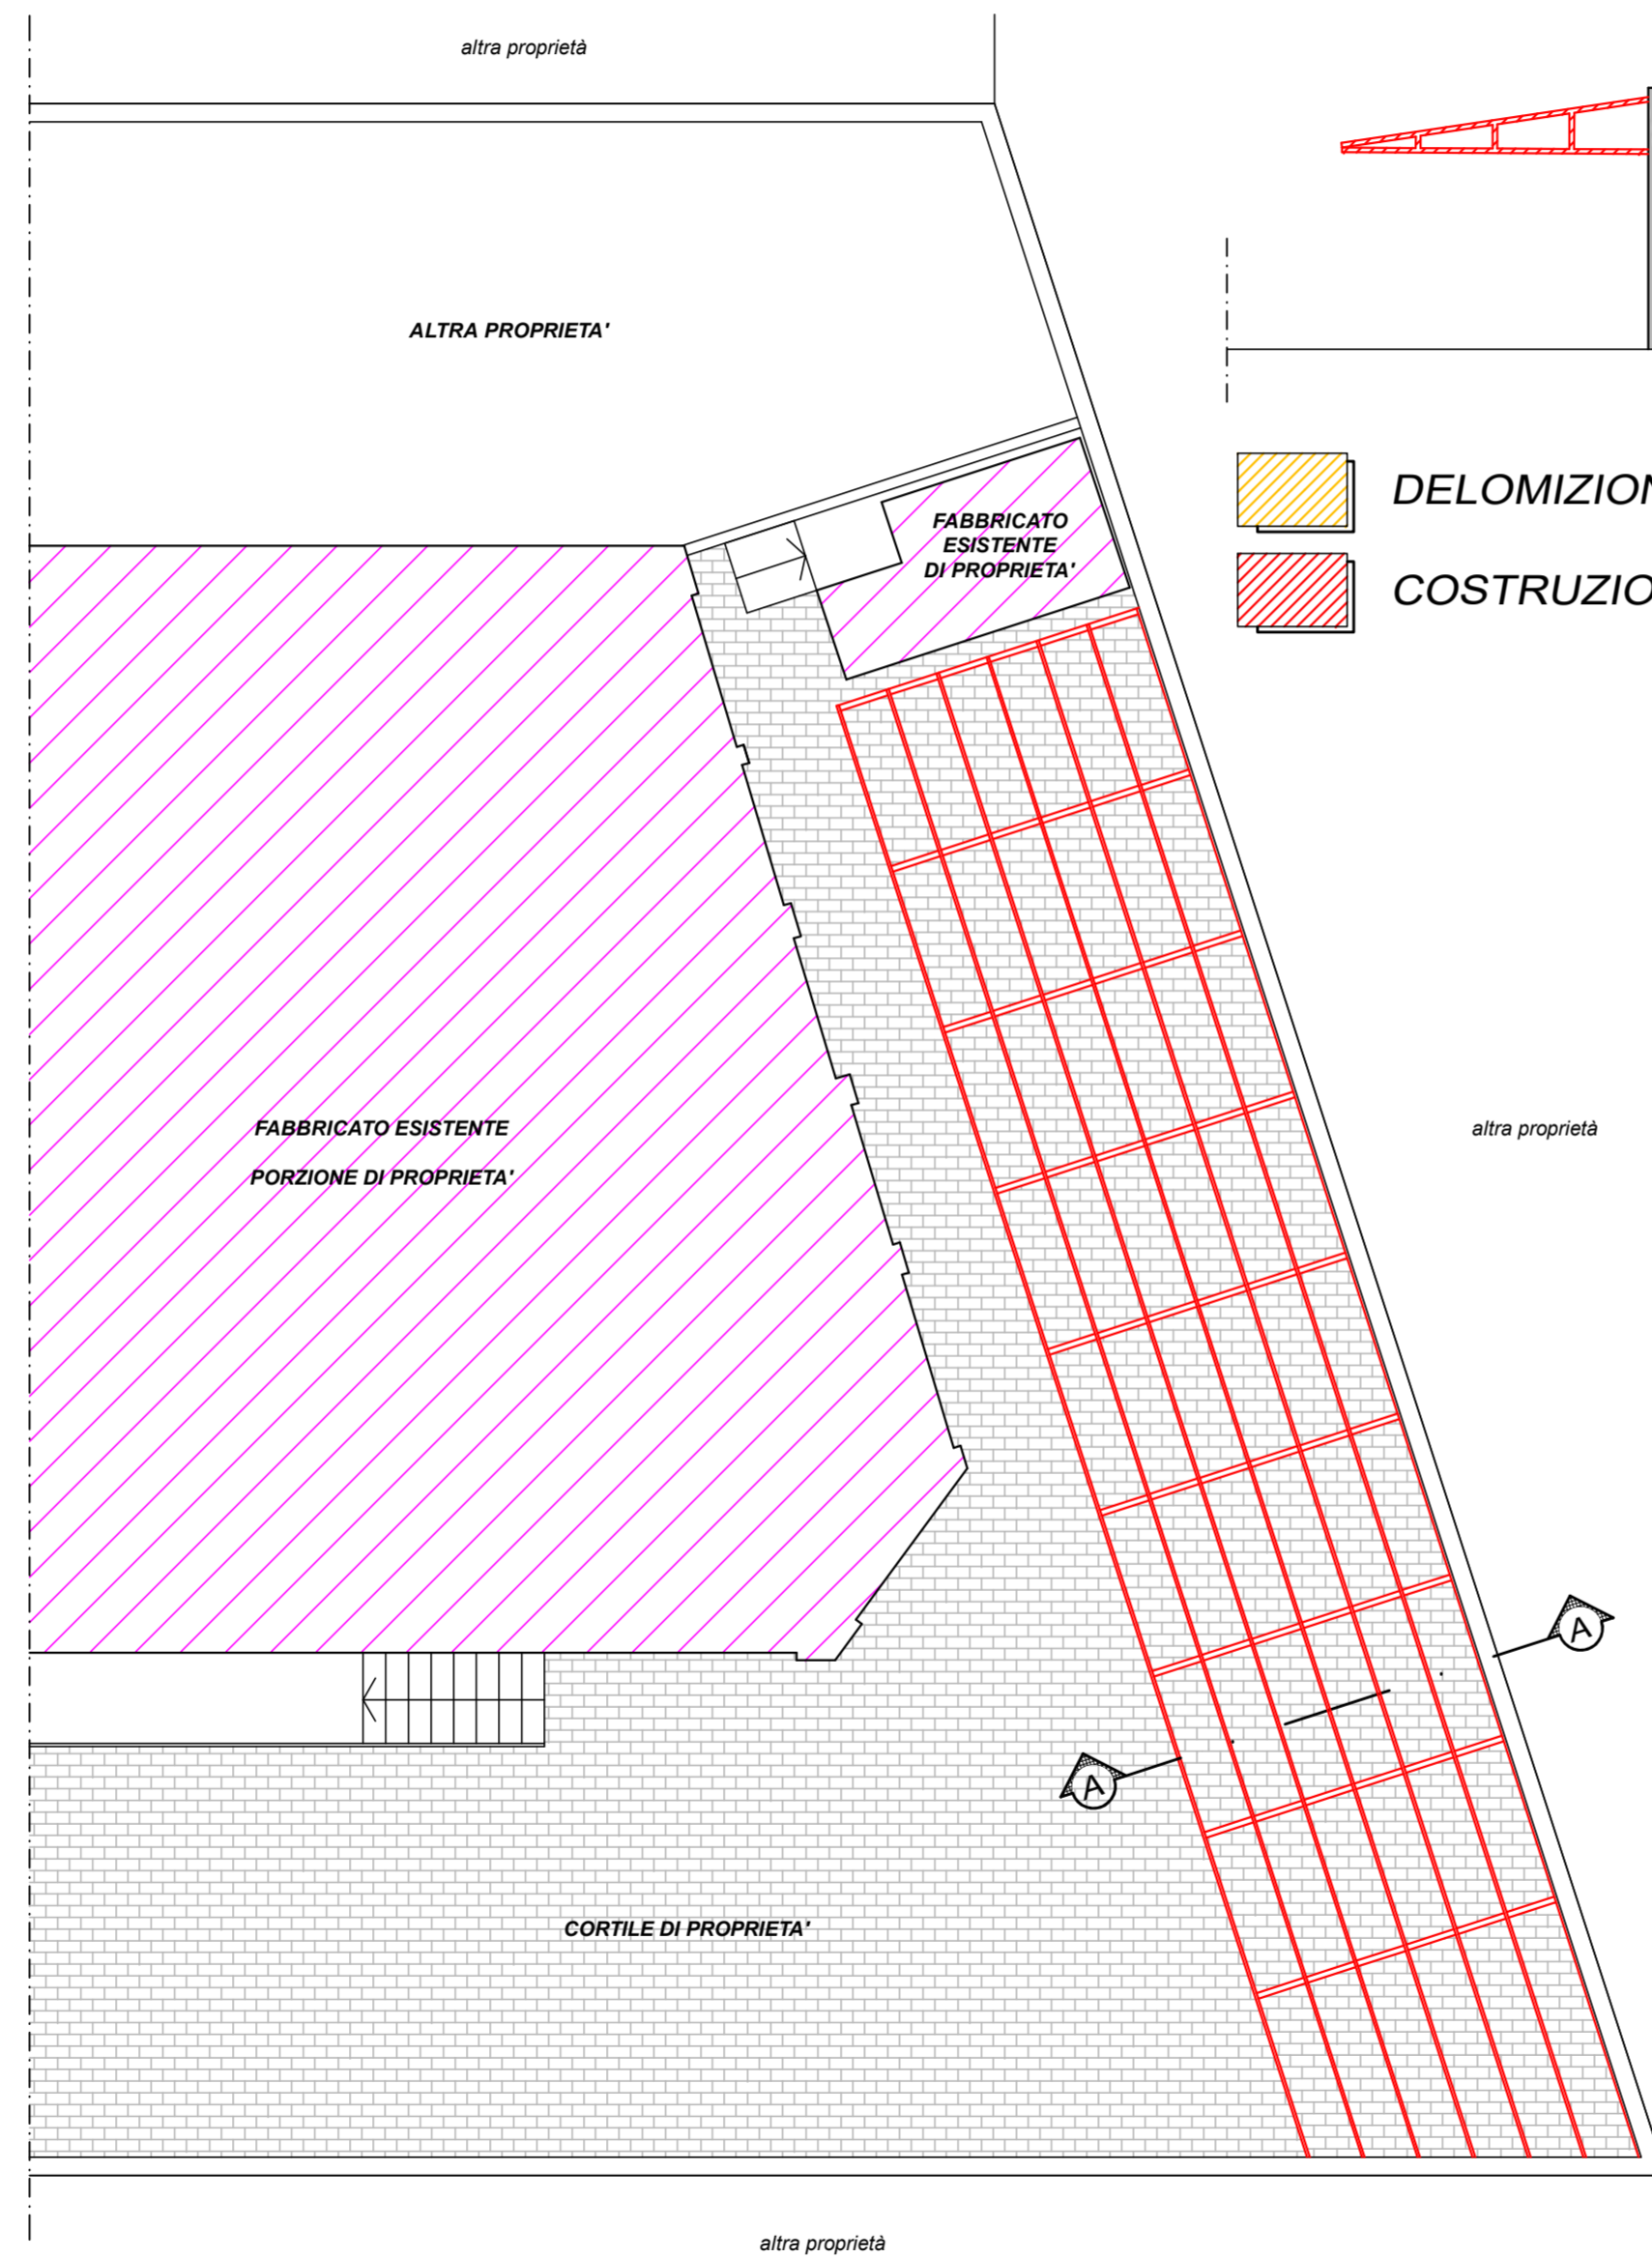 altra proprietà
ALTRA PROPRIETA'
DELOMIZION
COSTRUZIO
FABBRICATO
ESISTENTE
DI PROPRIETA'
FABBRICATO ESISTENTE
PORZIONE DI PROPRIETA'
altra proprietà
A
A
CORTILE DI PROPRIETA'
altra proprietà